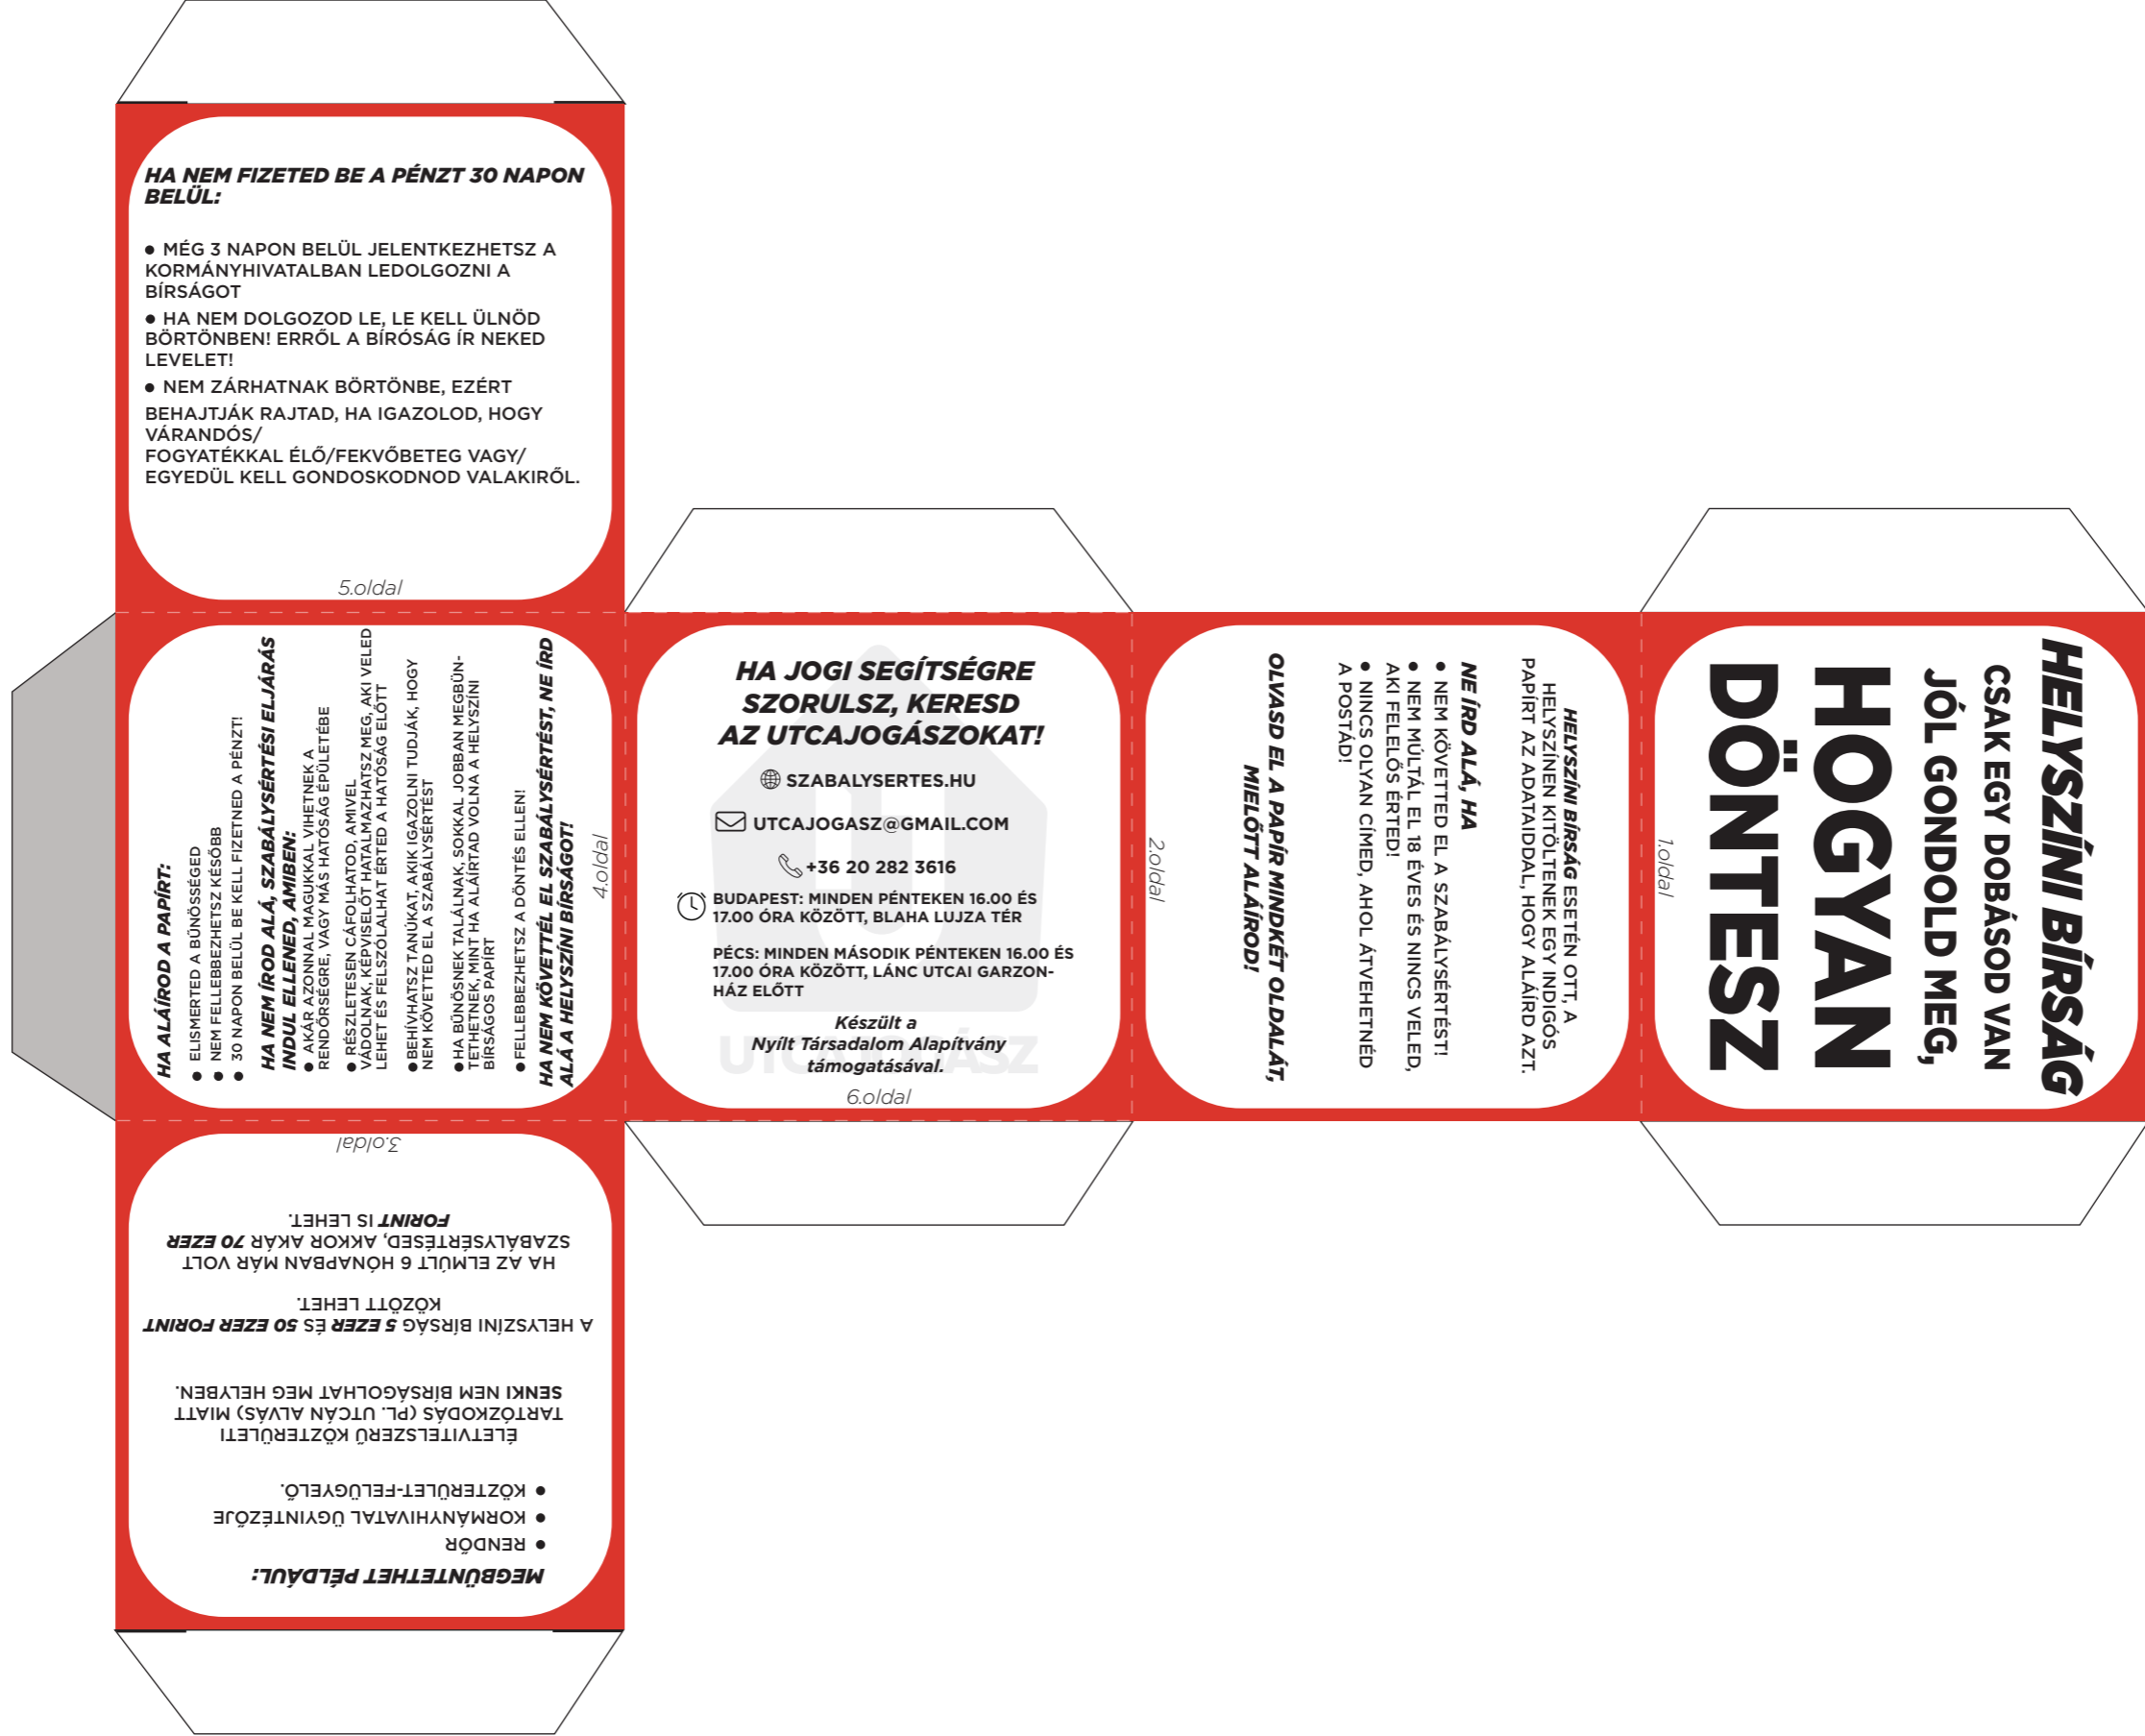 HELYSZÍNI BÍRSÁG
CSAK EGY DOBÁSOD VAN
JÓL GONDOLD MEG,
HOGYAN
DÖNTESZ
1.oldal
HELYSZÍNI BÍRSÁG ESETÉN OTT, A
HELYSZÍNEN KITÖLTENEK EGY INDIGÓS
PAPÍRT AZ ADATAIDDAL, HOGY ALÁÍRD AZT.
NE ÍRD ALÁ, HA
● NEM KÖVETTED EL A SZABÁLYSÉRTÉST!
● NEM MÚLTÁL EL 18 ÉVES ÉS NINCS VELED,
AKI FELELŐS ÉRTED!
● NINCS OLYAN CÍMED, AHOL ÁTVEHETNÉD
A POSTÁD!
OLVASD EL A PAPÍR MINDKÉT OLDALÁT,
MIELŐTT ALÁÍROD!
2.oldal
MEGBÜNTETHET PÉLDÁUL:
● RENDŐR
● KORMÁNYHIVATAL ÜGYINTÉZŐJE
● KÖZTERÜLET-FELÜGYELŐ.
ÉLETVITELSZERŰ KÖZTERÜLETI
TARTÓZKODÁS (PL. UTCÁN ALVÁS) MIATT
SENKI NEM BÍRSÁGOLHAT MEG HELYBEN.
A HELYSZÍNI BÍRSÁG 5 EZER ÉS 50 EZER FORINT
KÖZÖTT LEHET.
HA AZ ELMÚLT 6 HÓNAPBAN MÁR VOLT
SZABÁLYSÉRTÉSED, AKKOR AKÁR 70 EZER
FORINT IS LEHET.
3.oldal
HA ALÁÍROD A PAPÍRT:
● ELISMERTED A BŰNÖSSÉGED
● NEM FELLEBBEZHETSZ KÉSŐBB
● 30 NAPON BELÜL BE KELL FIZETNED A PÉNZT!
HA NEM ÍROD ALÁ, SZABÁLYSÉRTÉSI ELJÁRÁS
INDUL ELLENED, AMIBEN:
● AKÁR AZONNAL MAGUKKAL VIHETNEK A
RENDŐRSÉGRE, VAGY MÁS HATÓSÁG ÉPÜLETÉBE
● RÉSZLETESEN CÁFOLHATOD, AMIVEL
VÁDOLNAK, KÉPVISELŐT HATALMAZHATSZ MEG, AKI VELED
LEHET ÉS FELSZÓLALHAT ÉRTED A HATÓSÁG ELŐTT
● BEHÍVHATSZ TANÚKAT, AKIK IGAZOLNI TUDJÁK, HOGY
NEM KÖVETTED EL A SZABÁLYSÉRTÉST
● HA BŰNÖSNEK TALÁLNAK, SOKKAL JOBBAN MEGBÜN-
TETHETNEK, MINT HA ALÁÍRTAD VOLNA A HELYSZÍNI
BÍRSÁGOS PAPÍRT
● FELLEBBEZHETSZ A DÖNTÉS ELLEN!
HA NEM KÖVETTÉL EL SZABÁLYSÉRTÉST, NE ÍRD
ALÁ A HELYSZÍNI BÍRSÁGOT!
4.oldal
HA NEM FIZETED BE A PÉNZT 30 NAPON
BELÜL:
● MÉG 3 NAPON BELÜL JELENTKEZHETSZ A
KORMÁNYHIVATALBAN LEDOLGOZNI A
BÍRSÁGOT
● HA NEM DOLGOZOD LE, LE KELL ÜLNÖD
BÖRTÖNBEN! ERRŐL A BÍRÓSÁG ÍR NEKED
LEVELET!
● NEM ZÁRHATNAK BÖRTÖNBE, EZÉRT
BEHAJTJÁK RAJTAD, HA IGAZOLOD, HOGY
VÁRANDÓS/
FOGYATÉKKAL ÉLŐ/FEKVŐBETEG VAGY/
EGYEDÜL KELL GONDOSKODNOD VALAKIRŐL.
5.oldal
HA JOGI SEGÍTSÉGRE
SZORULSZ, KERESD
AZ UTCAJOGÁSZOKAT!
SZABALYSERTES.HU
UTCAJOGASZ@GMAIL.COM
+36 20 282 3616
BUDAPEST: MINDEN PÉNTEKEN 16.00 ÉS
17.00 ÓRA KÖZÖTT, BLAHA LUJZA TÉR
PÉCS: MINDEN MÁSODIK PÉNTEKEN 16.00 ÉS
17.00 ÓRA KÖZÖTT, LÁNC UTCAI GARZON-
HÁZ ELŐTT
Készült a
Nyílt Társadalom Alapítvány
támogatásával.
UTCAJOGÁSZ
6.oldal